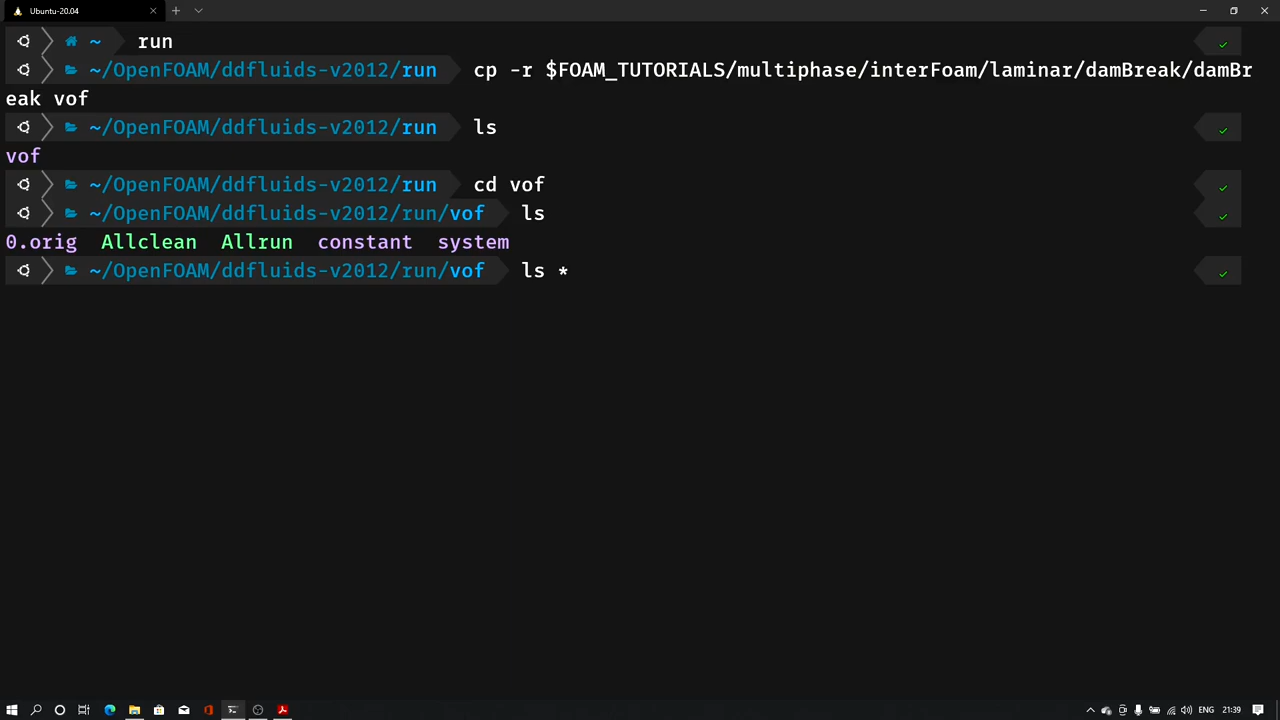 Ubuntu-20.04
~ run
~/OpenFOAM/ddfluids-v2012/run cp -r $FOAM_TUTORIALS/multiphase/interFoam/laminar/damBreak/damBr
eak vof
~/OpenFOAM/ddfluids-v2012/run ls
vof
~/OpenFOAM/ddfluids-v2012/run cd vof
~/OpenFOAM/ddfluids-v2012/run/vof ls
0.orig Allclean Allrun constant system
~/OpenFOAM/ddfluids-v2012/run/vof ls *
ENG 21:39